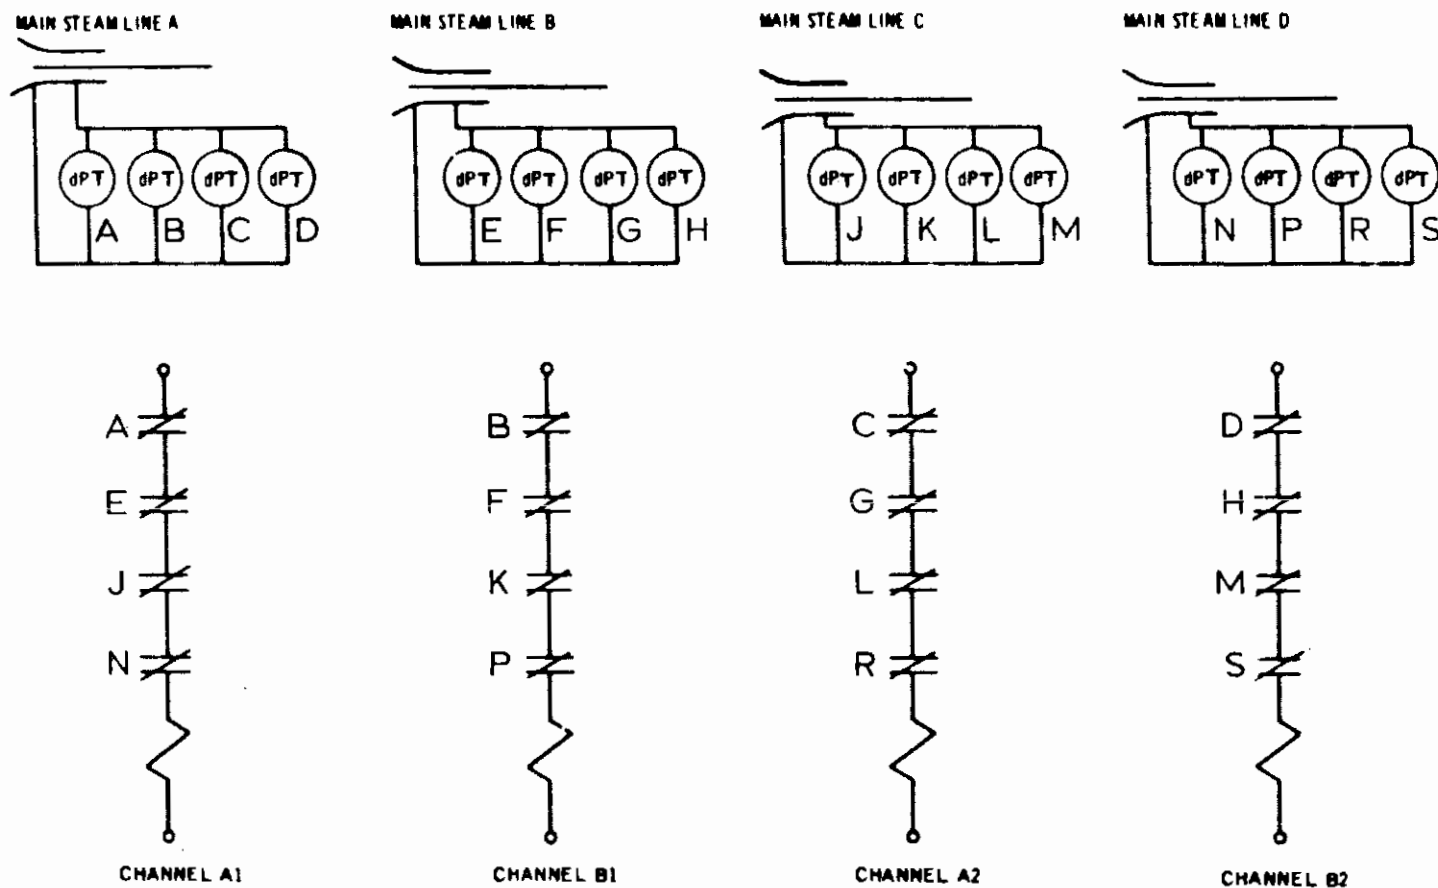 MAIN STEAM LINE A
MAIN STEAM LINE B
MAIN STEAM LINE C
MAIN STEAM LINE D
dPT dPT dPT dPT
dPT dPT dPT dPT
dPT dPT dPT dPT
dPT dPT dPT dPT
A B C D
E F G H
J K L M
N P R S
A
E
J
N
CHANNEL A1
B
F
K
P
CHANNEL B1
C
G
L
R
CHANNEL A2
D
H
M
S
CHANNEL B2